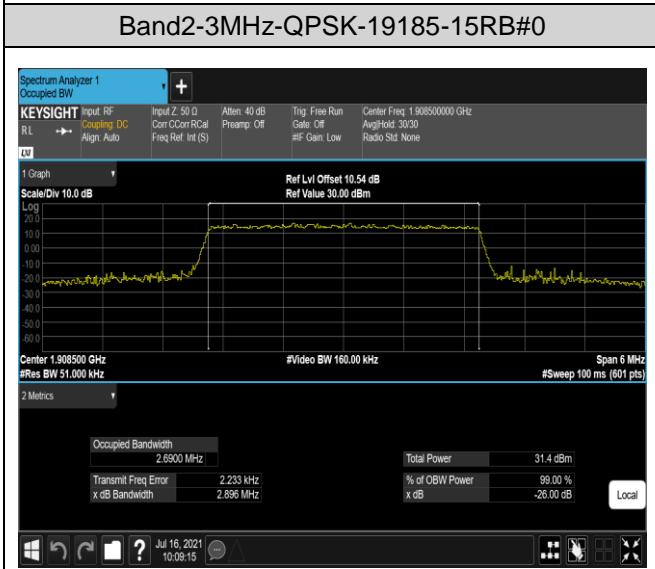 Band2-3MHz-QPSK-19185-15RB#0
Spectrum Analyzer 1
Occupied BW
+
KEYSIGHT Input: RF Input Z: 50 Ω Atten: 40 dB Trig: Free Run Center Freq: 1.908500000 GHz
RL Coupling: DC Corr CCorr RCal Preamp: Off Gate: Off Avg|Hold: 30/30
Align: Auto Freq Ref: Int (S) #IF Gain: Low Radio Std: None
LXI
1 Graph Ref Lvl Offset 10.54 dB
Scale/Div 10.0 dB Ref Value 30.00 dBm
Log
20.0
10.0
0.00
-10.0
-20.0
-30.0
-40.0
-50.0
-60.0
Center 1.908500 GHz #Video BW 160.00 kHz Span 6 MHz
#Res BW 51.000 kHz #Sweep 100 ms (601 pts)
2 Metrics
Occupied Bandwidth
2.6900 MHz Total Power 31.4 dBm
Transmit Freq Error 2.233 kHz % of OBW Power 99.00 %
x dB Bandwidth 2.896 MHz x dB -26.00 dB
Local
? Jul 16, 2021
10:09:15